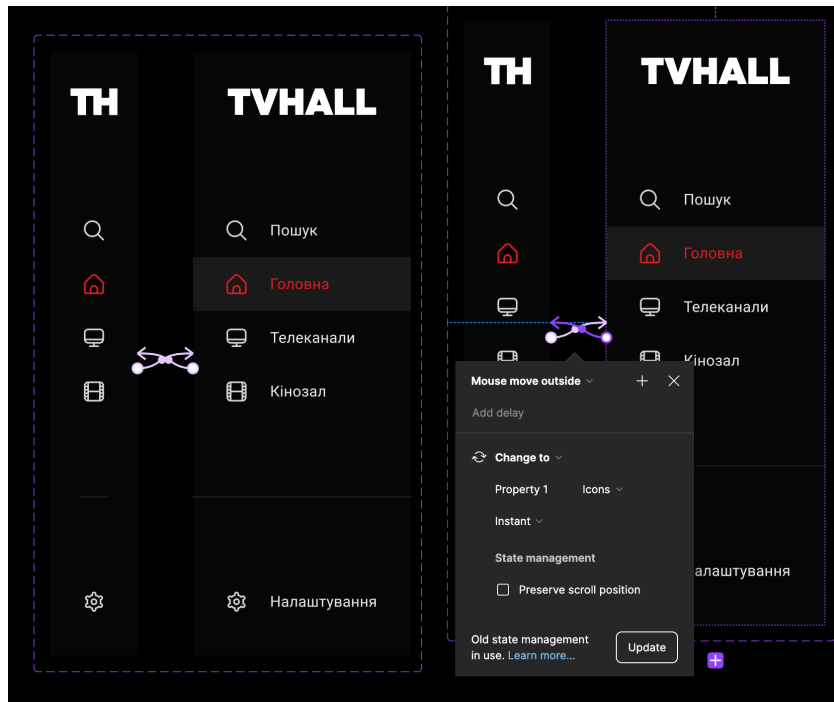 TH
TVHALL
Пошук
Головна
Телеканали
Кінозал
Налаштування
TH
TVHALL
Пошук
Головна
Телеканали
Кінозал
алаштування
Mouse move outside
Add delay
Change to
Property 1 Icons
Instant
State management
Preserve scroll position
Old state management
in use. Learn more...
Update